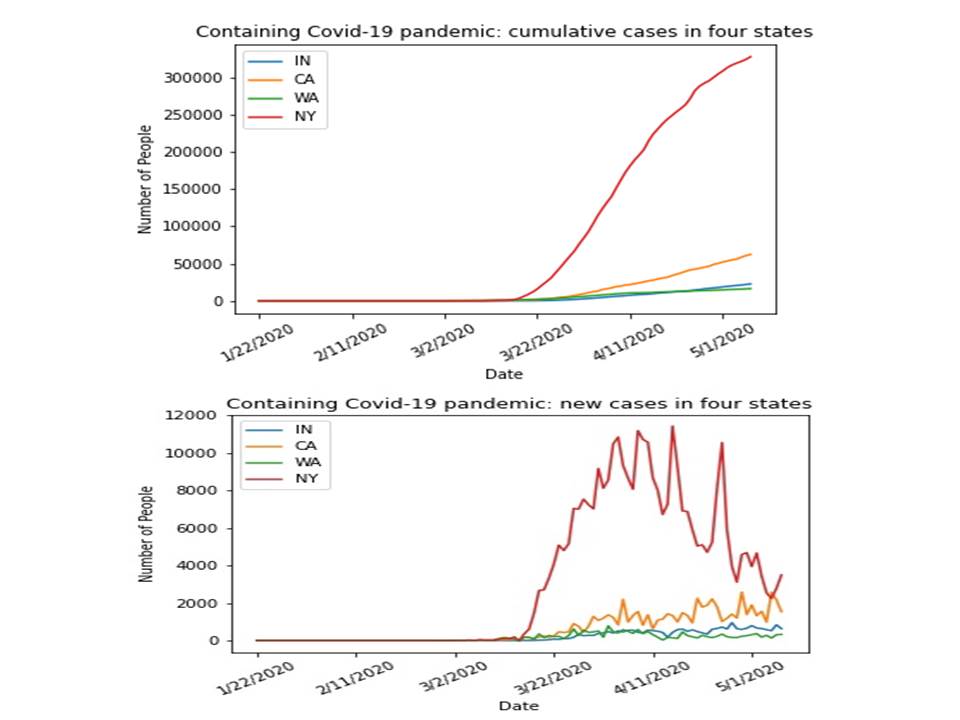 Containing Covid-19 pandemic: cumulative cases in four states
IN
CA
WA
NY
300000
250000
200000
150000
100000
50000
0
Number of People
1/22/2020
2/11/2020
3/2/2020
3/22/2020
4/11/2020
5/1/2020
Date
Containing Covid-19 pandemic: new cases in four states
IN
CA
WA
NY
12000
10000
8000
6000
4000
2000
0
Number of People
1/22/2020
2/11/2020
3/2/2020
3/22/2020
4/11/2020
5/1/2020
Date